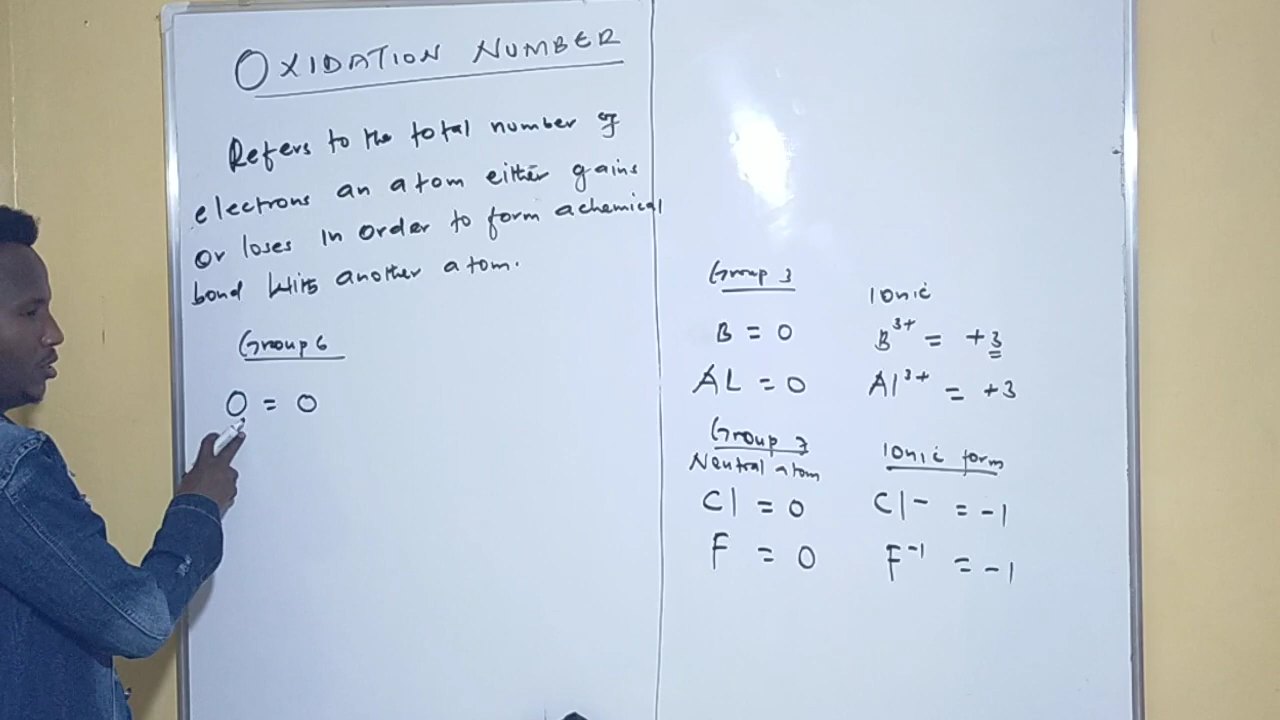 OXIDATION NUMBER
Refers to the total number of
electrons an atom either gains
or loses in order to form a chemical
bond with another atom.
Group 6
O = 0
Group 3
Ionic
B = 0
B³⁺ = +3
AL = 0
Al³⁺ = +3
Group 7
Neutral atom
Ionic form
Cl = 0
Cl⁻ = -1
F = 0
F⁻¹ = -1